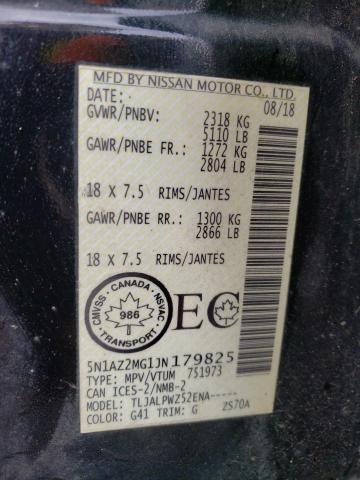 MFD BY NISSAN MOTOR CO., LTD.
DATE: 08/18
GVWR/PNBV: 2318 KG
5110 LB
GAWR/PNBE FR.: 1272 KG
2804 LB
18 X 7.5 RIMS/JANTES
GAWR/PNBE RR.: 1300 KG
2866 LB
18 X 7.5 RIMS/JANTES
CANADA
CMVSS NSVAC
986
TRANSPORT
EC
5N1AZ2MG1JN179825
TYPE: MPV/VTUM 751973
CAN ICES-2/NMB-2
MODEL: TLJALPWZ52ENA-----
COLOR: G41 TRIM: G 2S70A